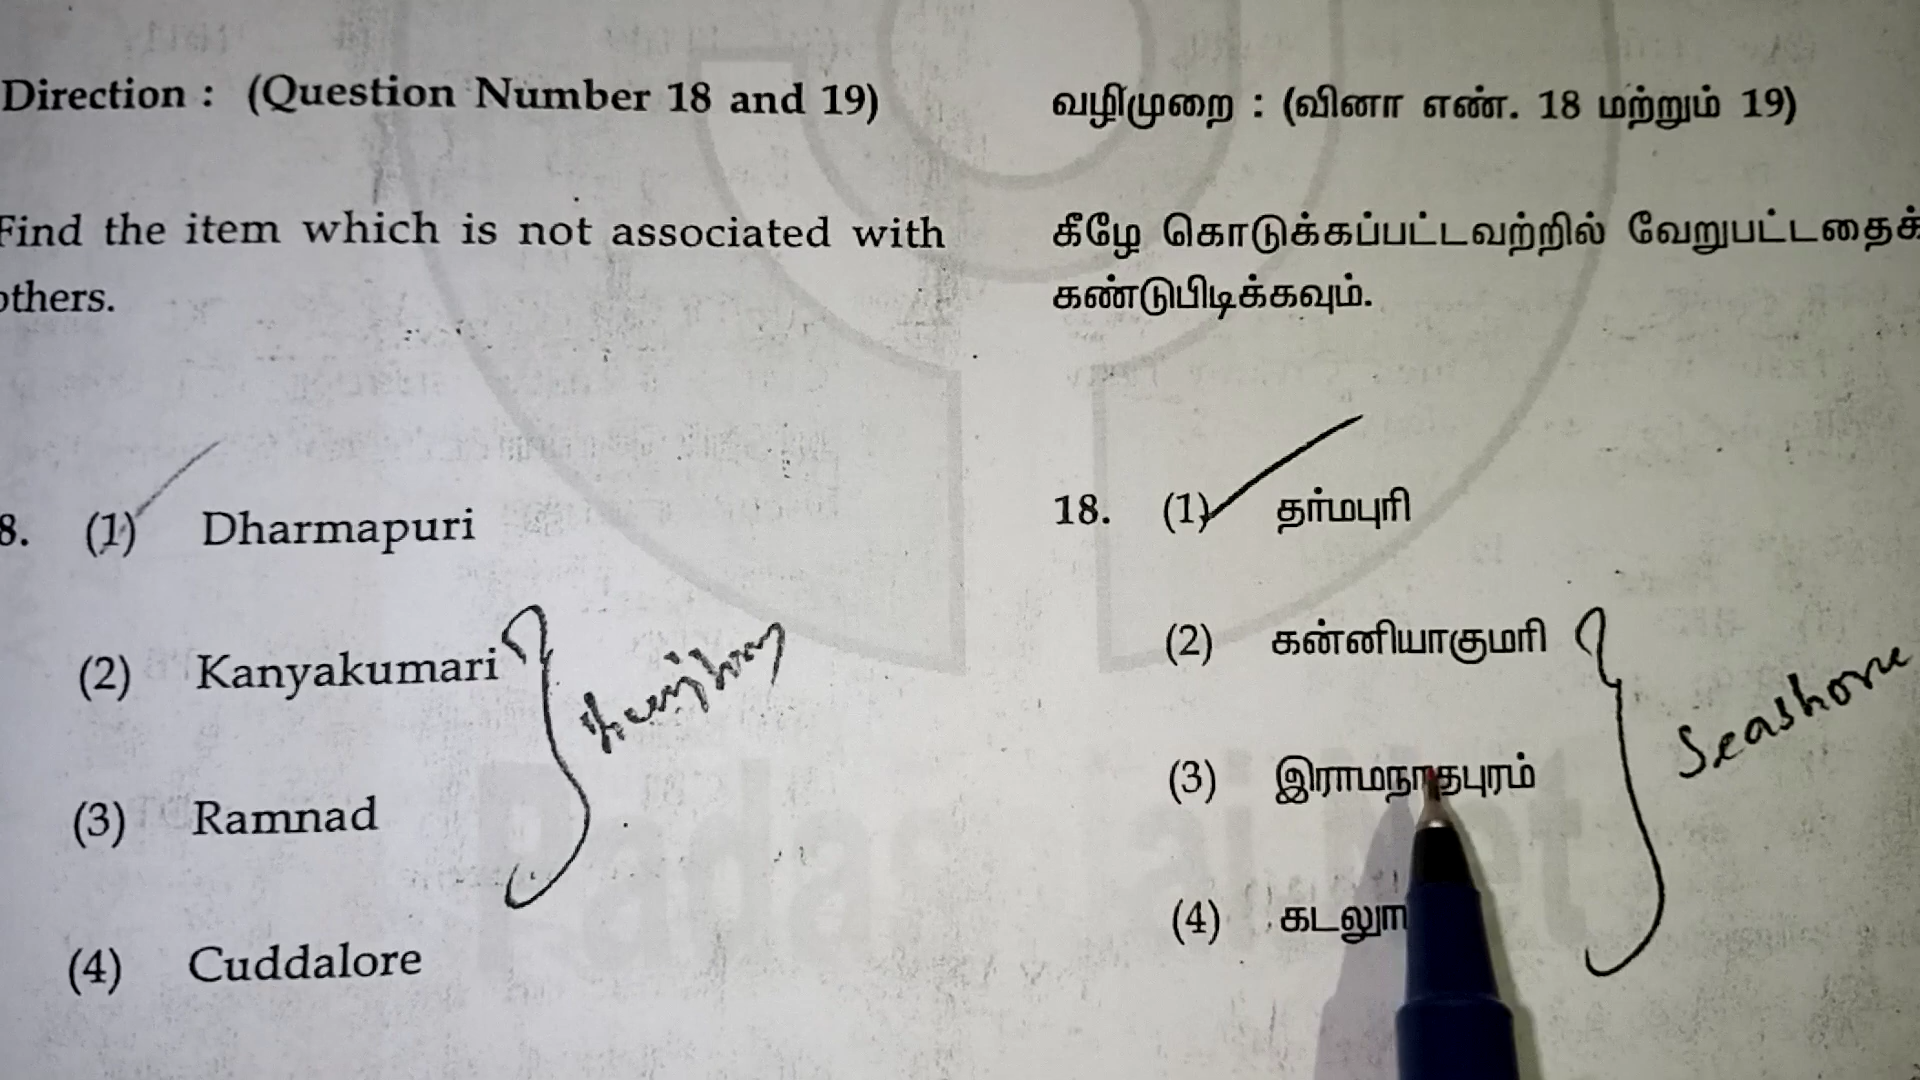 Direction : (Question Number 18 and 19)
Find the item which is not associated with
others.
8. (1) Dharmapuri
(2) Kanyakumari
(3) Ramnad
(4) Cuddalore
வழிமுறை : (வினா எண். 18 மற்றும் 19)
கீழே கொடுக்கப்பட்டவற்றில் வேறுபட்டதைக்
கண்டுபிடிக்கவும்.
18. (1) தர்மபுரி
(2) கன்னியாகுமரி
(3) இராமநாதபுரம்
(4)
Seashore